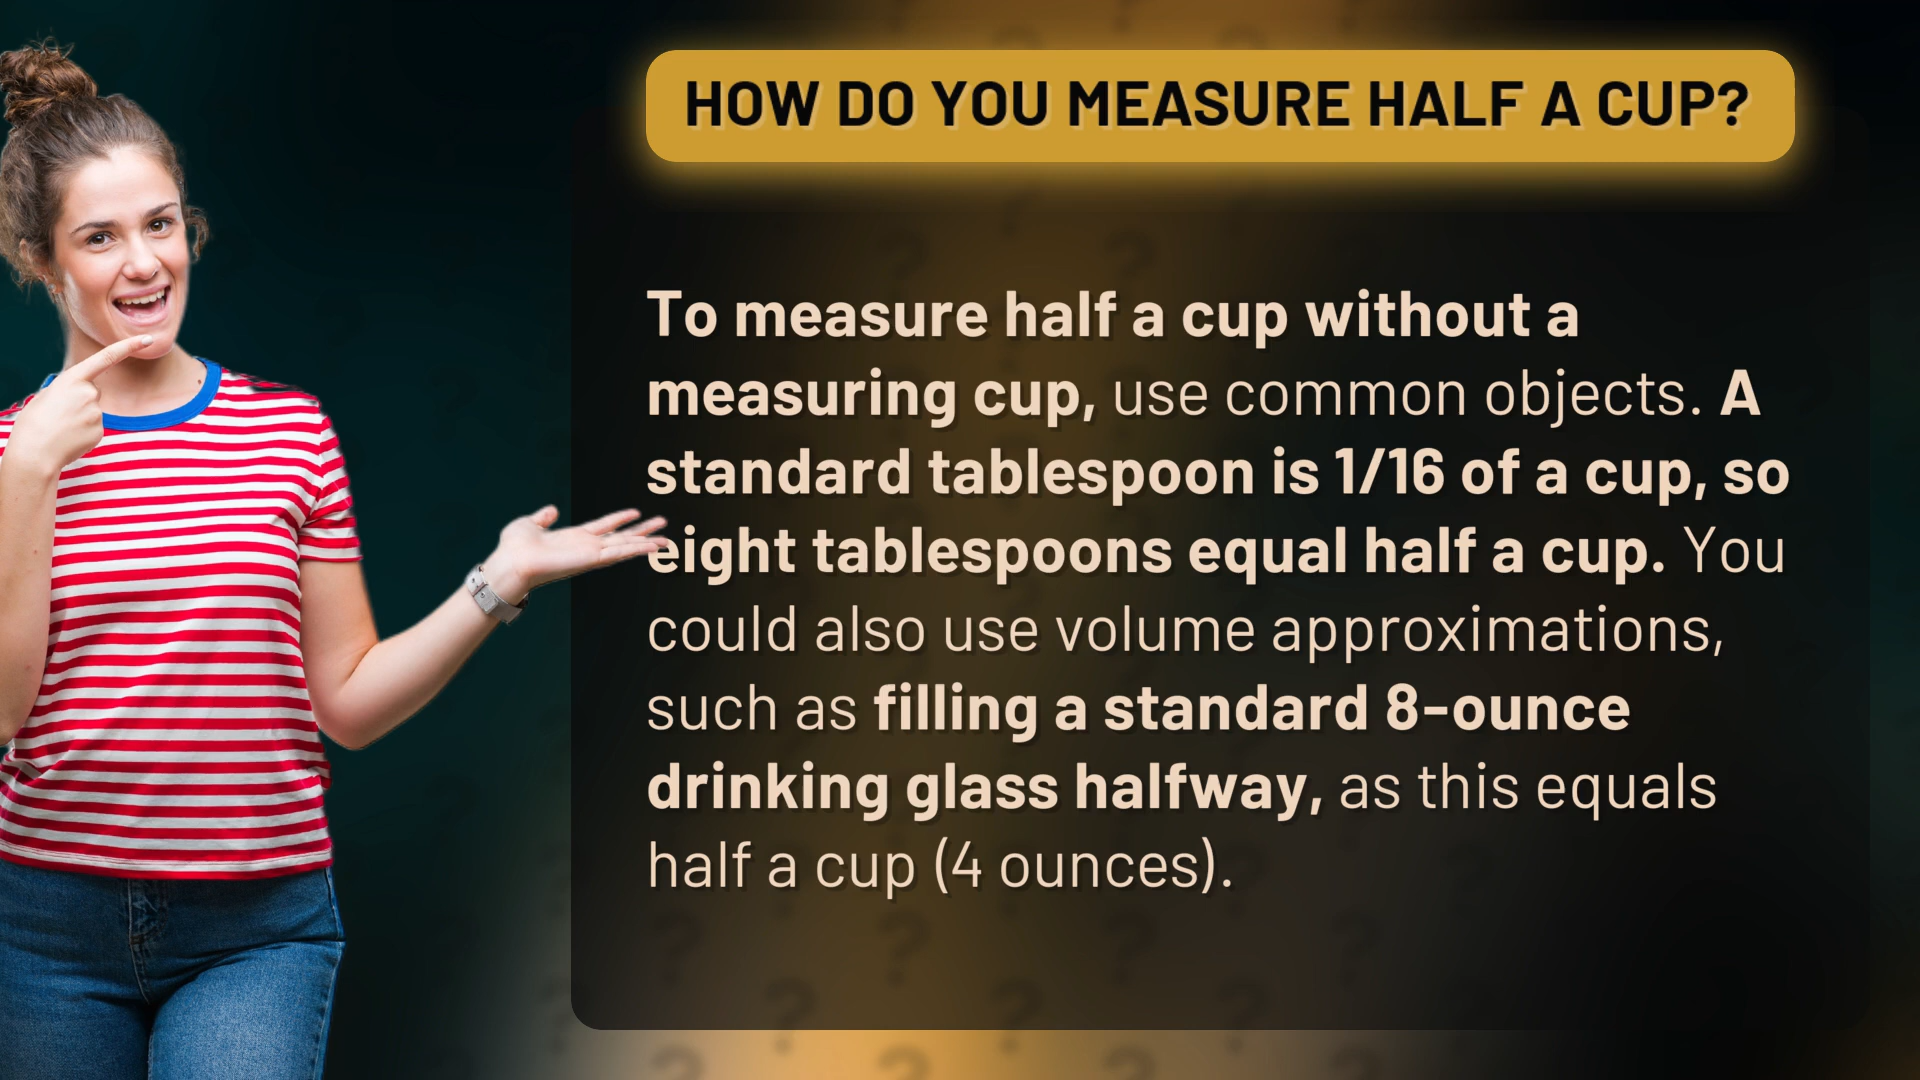 HOW DO YOU MEASURE HALF A CUP?
To measure half a cup without a
measuring cup, use common objects. A
standard tablespoon is 1/16 of a cup, so
eight tablespoons equal half a cup. You
could also use volume approximations,
such as filling a standard 8-ounce
drinking glass halfway, as this equals
half a cup (4 ounces).